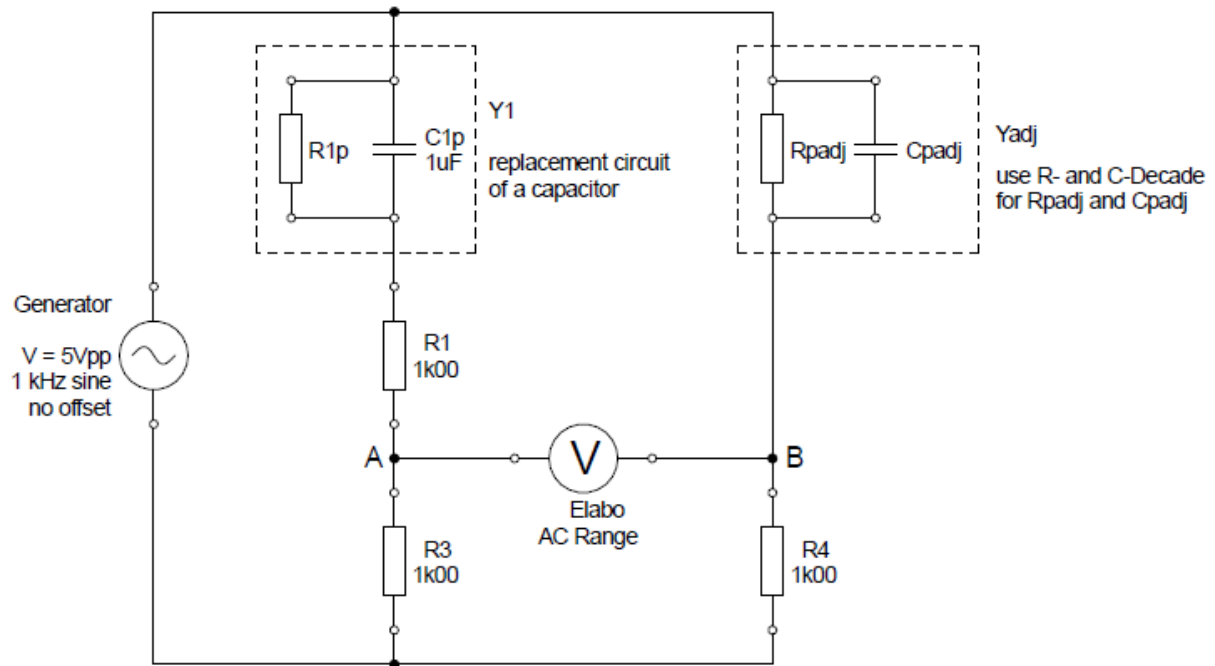 Y1
R1p
C1p
1uF
replacement circuit
of a capacitor
Rpadj
Cpadj
Yadj
use R- and C-Decade
for Rpadj and Cpadj
Generator
V = 5Vpp
1 kHz sine
no offset
R1
1k00
A
V
B
Elabo
AC Range
R3
1k00
R4
1k00